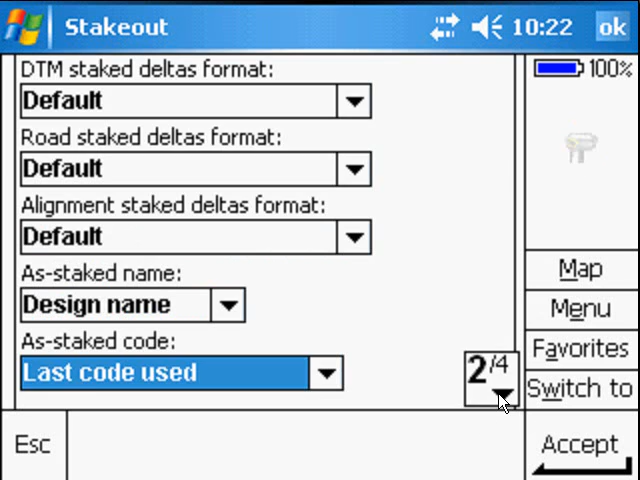 Stakeout 10:22 ok
DTM staked deltas format:
Default
Road staked deltas format:
Default
Alignment staked deltas format:
Default
As-staked name:
Design name
As-staked code:
Last code used
2/4
100%
Map
Menu
Favorites
Switch to
Esc
Accept